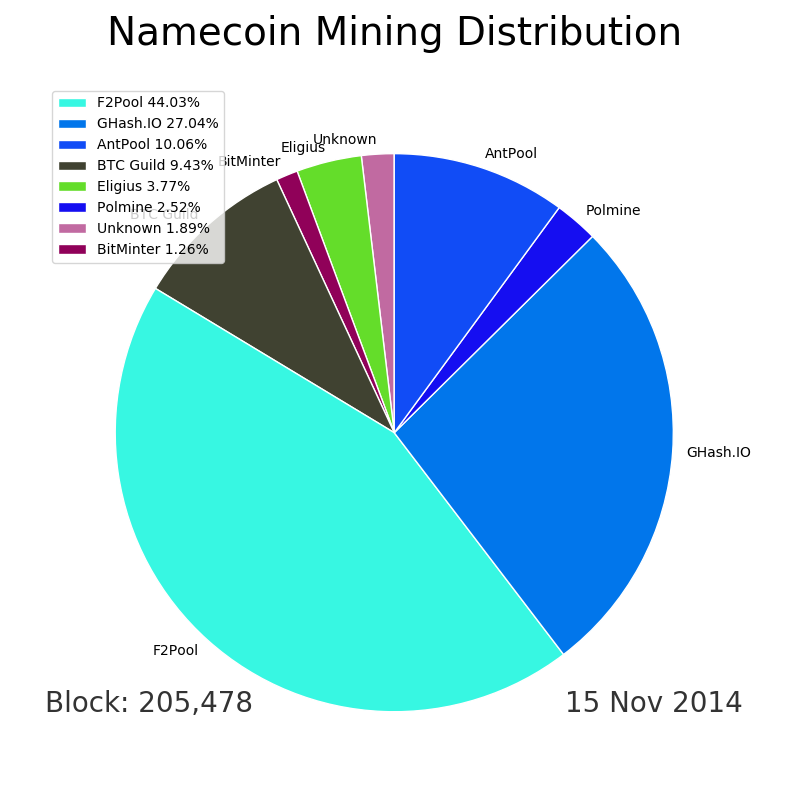 Namecoin Mining Distribution
F2Pool 44.03%
GHash.IO 27.04%
AntPool 10.06%
BTC Guild 9.43%
Eligius 3.77%
Polmine 2.52%
Unknown 1.89%
BitMinter 1.26%
Unknown
Eligius
BitMinter
BTC Guild
AntPool
Polmine
GHash.IO
F2Pool
Block: 205,478
15 Nov 2014